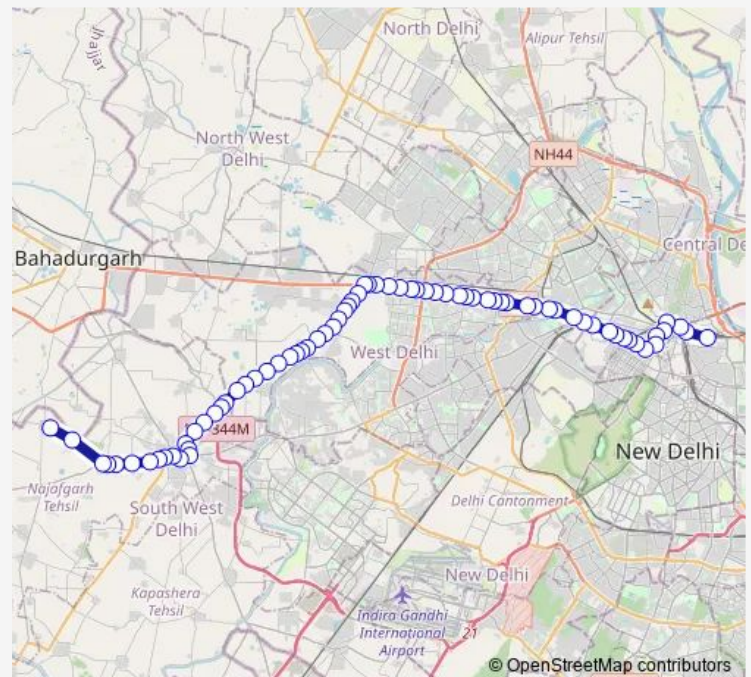 North Delhi
Alipur Tehsil
Jhajjar
North West
Delhi
NH44
Central De
Bahadurgarh
West Delhi
344M
New Delhi
Najafgarh
Tehsil
South West
Delhi
Delhi Cantonment
New Delhi
Kapashera
Tehsil
Indira Gandhi
International
Airport
21
© OpenStreetMap contributors